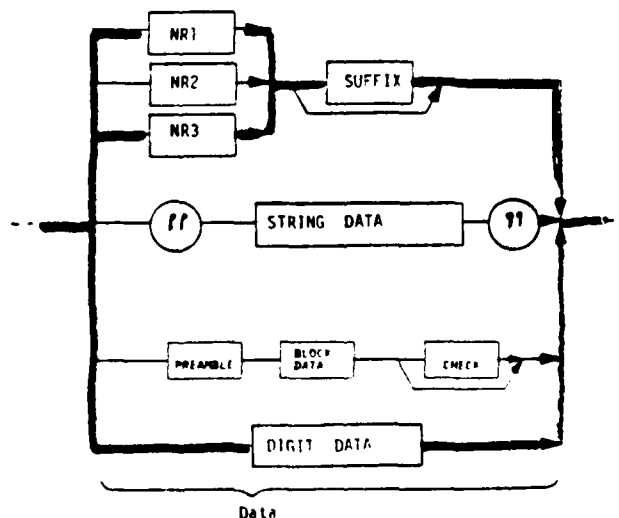 NR1
NR2
SUFFIX
NR3
STRING DATA
PREAMBLE
BLOCK
DATA
CHECK
DIGIT DATA
Data